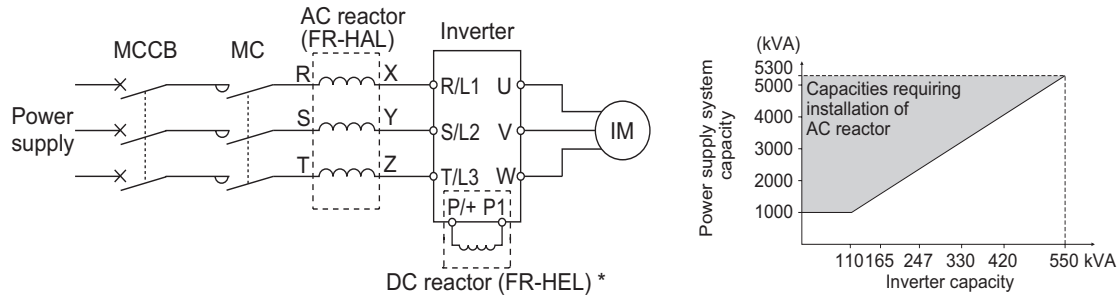 AC reactor
(FR-HAL)
Inverter
MCCB
MC
R
X
R/L1
U
Power
supply
S
Y
S/L2
V
IM
T
Z
T/L3
W
P/+ P1
DC reactor (FR-HEL) *
(kVA)
5300
5000
4000
3000
2000
1000
Power supply system
capacity
Capacities requiring
installation of
AC reactor
110 165 247 330 420 550 kVA
Inverter capacity